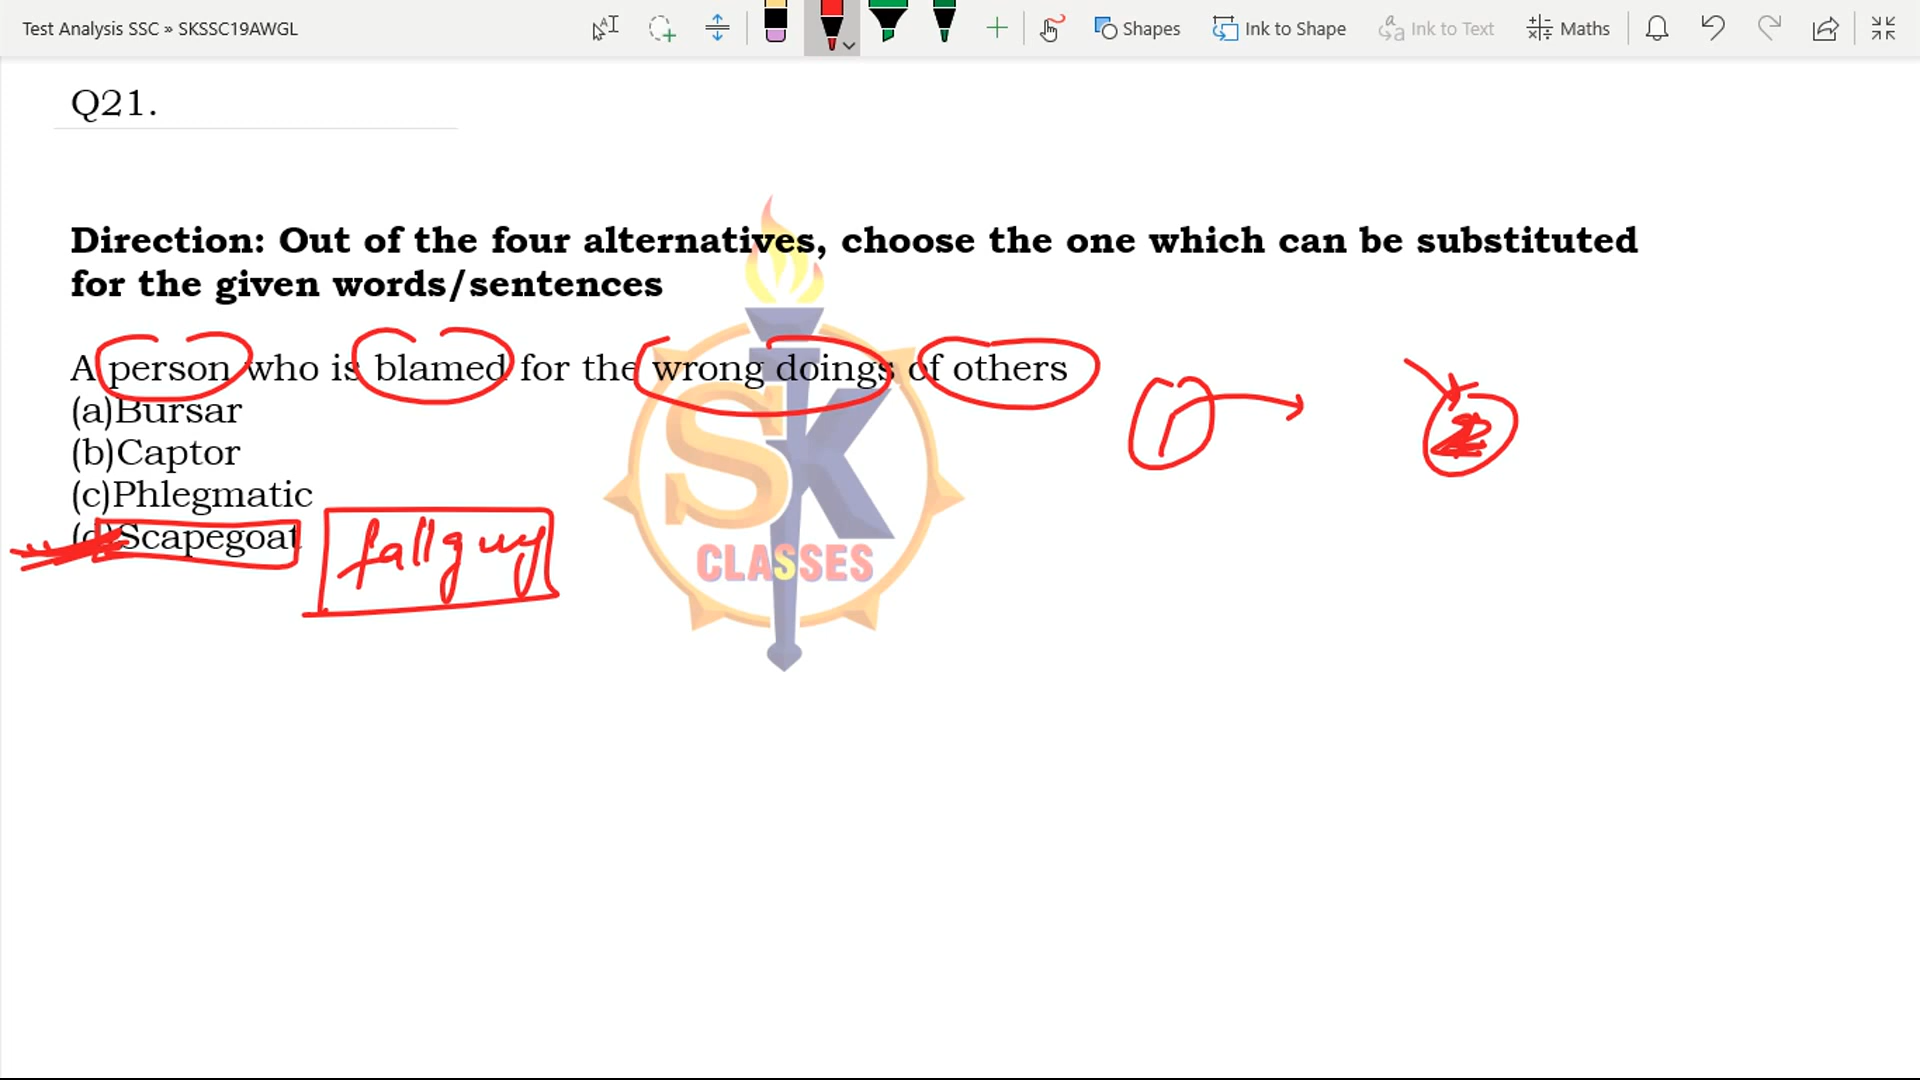 Test Analysis SSC » SKSSC19AWGL
Shapes
Ink to Shape
Ink to Text
Maths
Q21.
Direction: Out of the four alternatives, choose the one which can be substituted
for the given words/sentences
A person who is blamed for the wrong doings of others
(a)Bursar
(b)Captor
(c)Phlegmatic
(d)Scapegoat
fallguy
SK
CLASSES